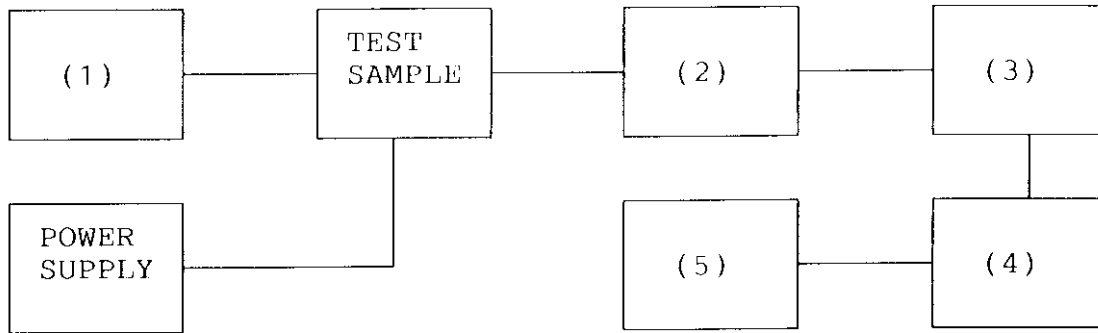 (1)
TEST
SAMPLE
(2)
(3)
POWER
SUPPLY
(5)
(4)